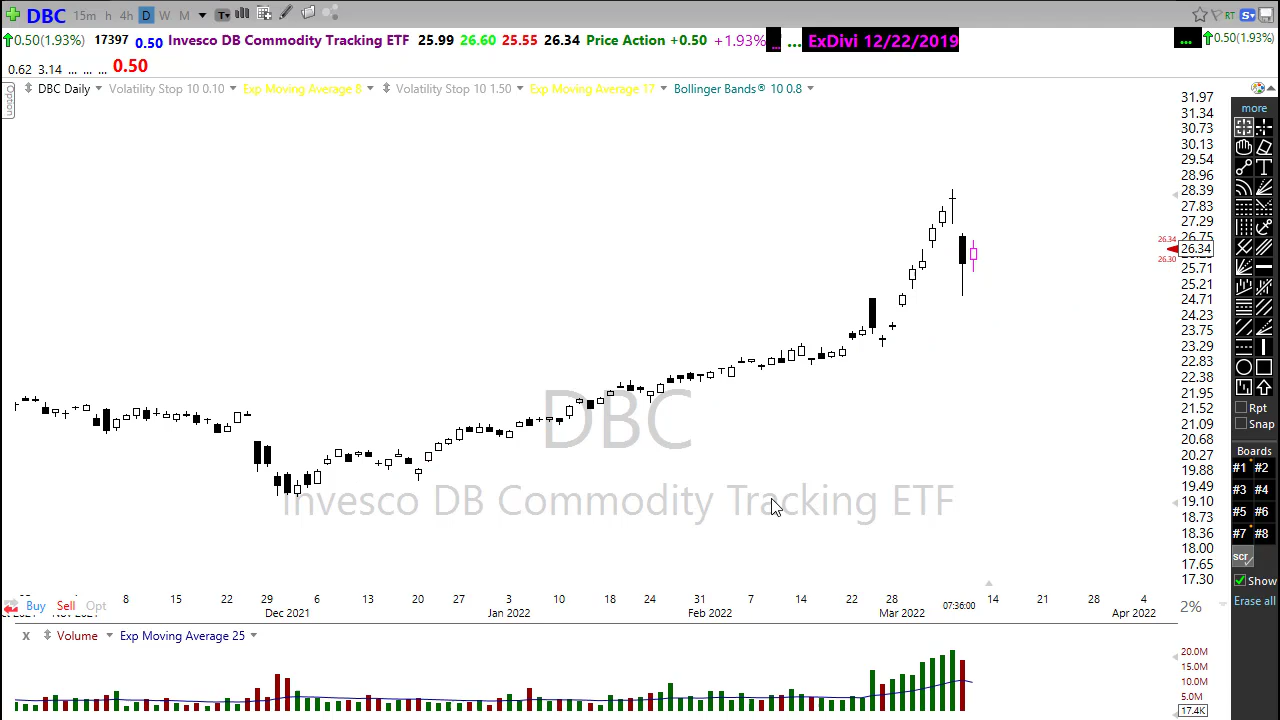 DBC 15m h 4h D W M T
RT S
0.50(1.93%) 17397 0.50 Invesco DB Commodity Tracking ETF 25.99 26.60 25.55 26.34 Price Action +0.50 +1.93% ... ... ExDivi 12/22/2019 ... 0.50(1.93%)
0.62 3.14 ... ... ... 0.50
DBC Daily Volatility Stop 10 0.10 Exp Moving Average 8 Volatility Stop 10 1.50 Exp Moving Average 17 Bollinger Bands® 10 0.8
Option
31.97
31.34
30.73
30.13
29.54
28.96
28.39
27.83
27.29
26.75
26.34
26.34
26.30
25.71
25.21
24.71
24.23
23.75
23.29
22.83
22.38
21.95
21.52
21.09
20.68
20.27
19.88
19.49
19.10
18.73
18.36
18.00
17.65
17.30
DBC
Invesco DB Commodity Tracking ETF
more
T
Rpt
Snap
Boards
#1 #2
#3 #4
#5 #6
#7 #8
scr
Show
Erase all
Buy Sell Opt
8 15 22 29 6 13 20 27 3 10 18 24 31 7 14 22 28 07:36:00 14 21 28 4
Dec 2021 Jan 2022 Feb 2022 Mar 2022 Apr 2022
2%
x Volume Exp Moving Average 25
20.0M
15.0M
10.0M
5.0M
17.4K